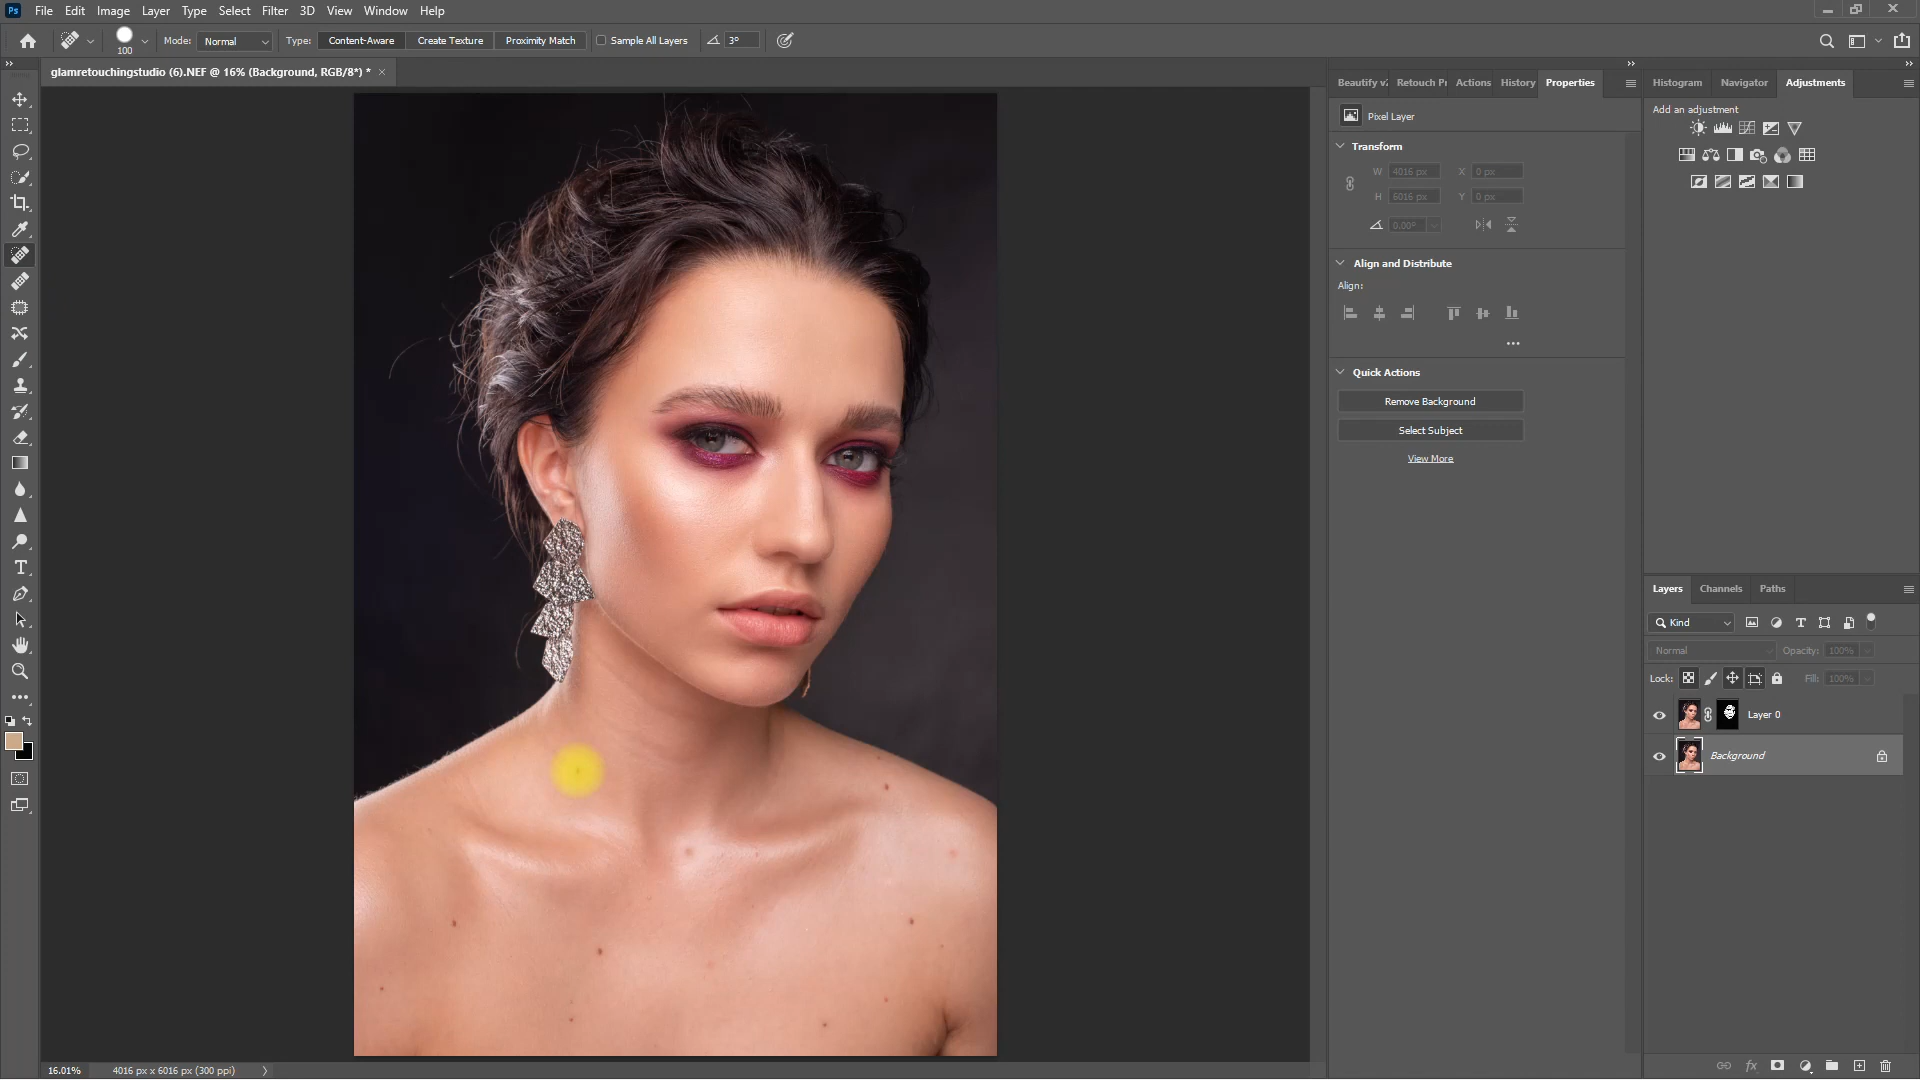 Ps File Edit Image Layer Type Select Filter 3D View Window Help
100 Mode: Normal Type: Content-Aware Create Texture Proximity Match Sample All Layers 3°
glamretouchingstudio (6).NEF @ 16% (Background, RGB/8*) *
Beautify v2 Retouch Pr Actions History Properties
Histogram Navigator Adjustments
Pixel Layer
Add an adjustment
Transform
W 4016 px X 0 px
H 6016 px Y 0 px
0.00°
Align and Distribute
Align:
Quick Actions
Remove Background
Select Subject
View More
Layers Channels Paths
Kind
Normal Opacity: 100%
Lock: Fill: 100%
Layer 0
Background
16.01% 4016 px x 6016 px (300 ppi)